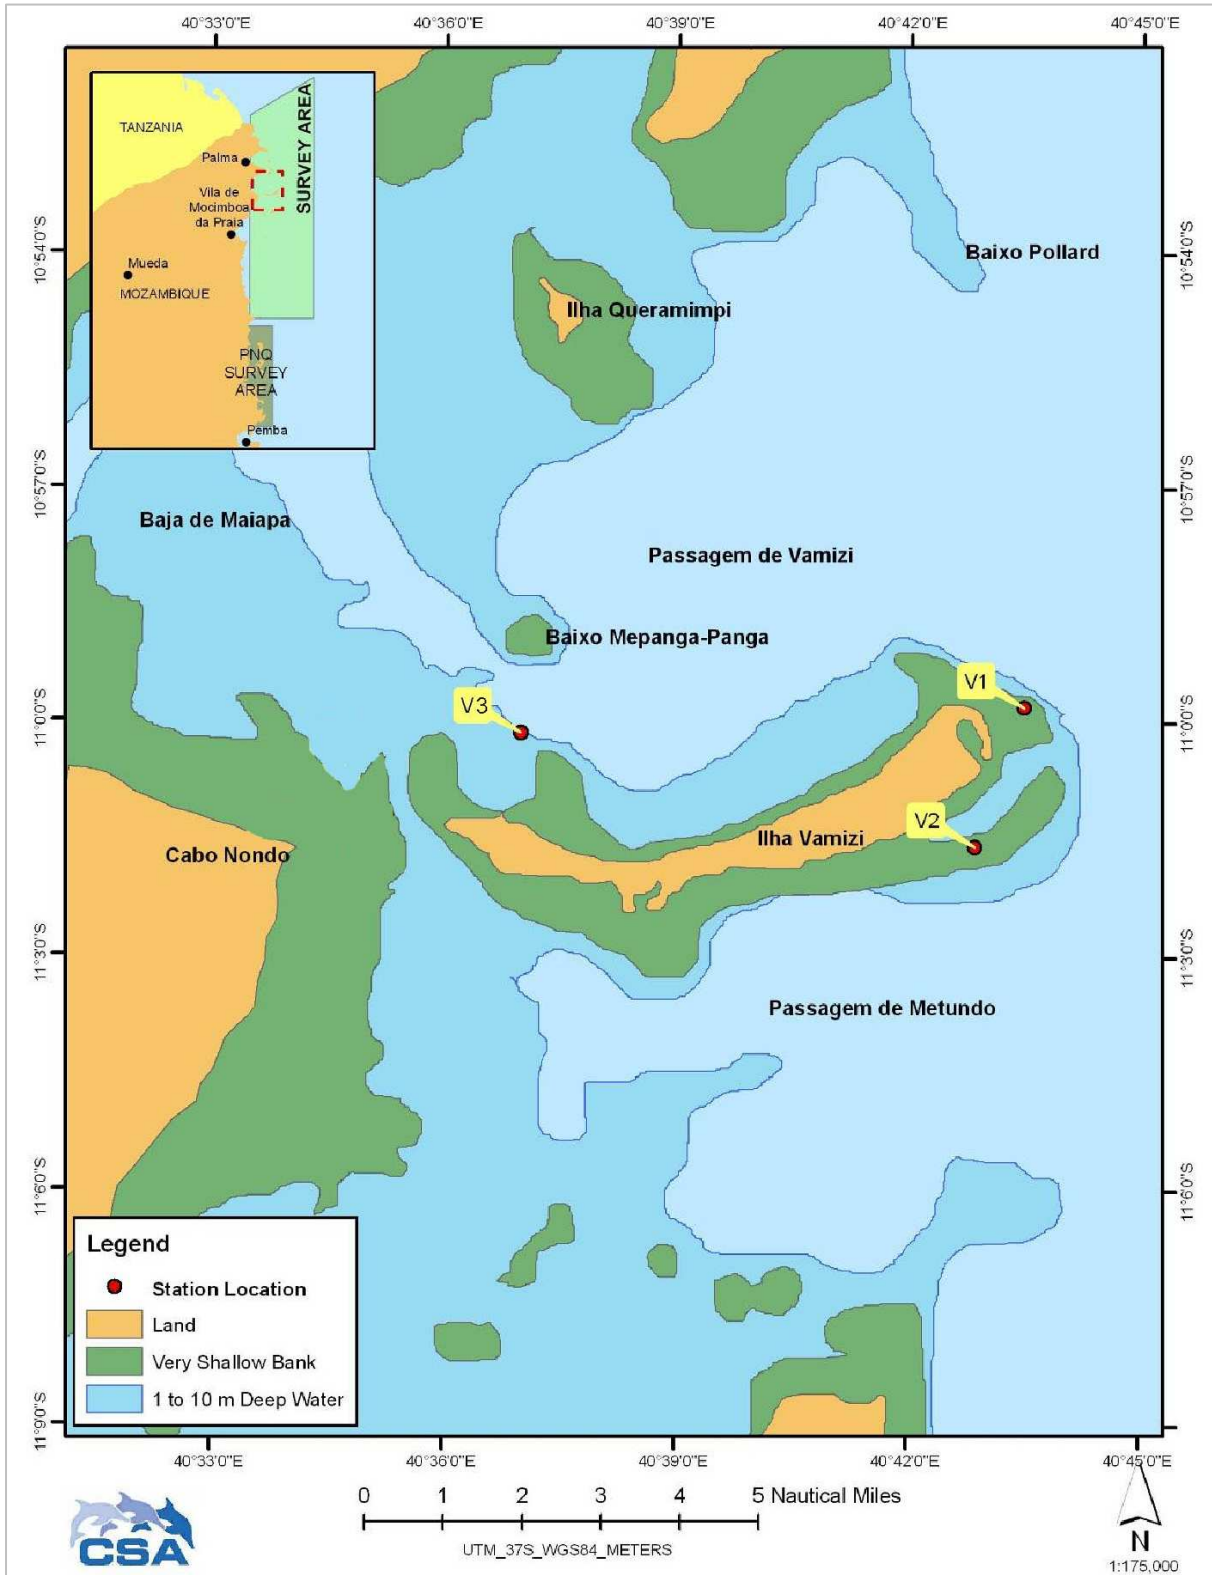 40°33'0"E
40°36'0"E
40°39'0"E
40°42'0"E
40°45'0"E
TANZANIA
Palma
Vila de
Mocimboa
da Praia
Mueda
MOZAMBIQUE
SURVEY AREA
PNQ
SURVEY
AREA
Pemba
10°54'0"S
10°54'0"S
Baixo Pollard
Ilha Queramimpi
10°57'0"S
10°57'0"S
Baja de Maiapa
Passagem de Vamizi
Baixo Mepanga-Panga
V1
V3
11°0'0"S
11°0'0"S
V2
Ilha Vamizi
Cabo Nondo
11°3'0"S
11°3'0"S
Passagem de Metundo
11°6'0"S
11°6'0"S
Legend
Station Location
Land
Very Shallow Bank
1 to 10 m Deep Water
11°9'0"S
40°33'0"E
40°36'0"E
40°39'0"E
40°42'0"E
40°45'0"E
CSA
0 1 2 3 4 5 Nautical Miles
UTM_37S_WGS84_METERS
N
1:175,000